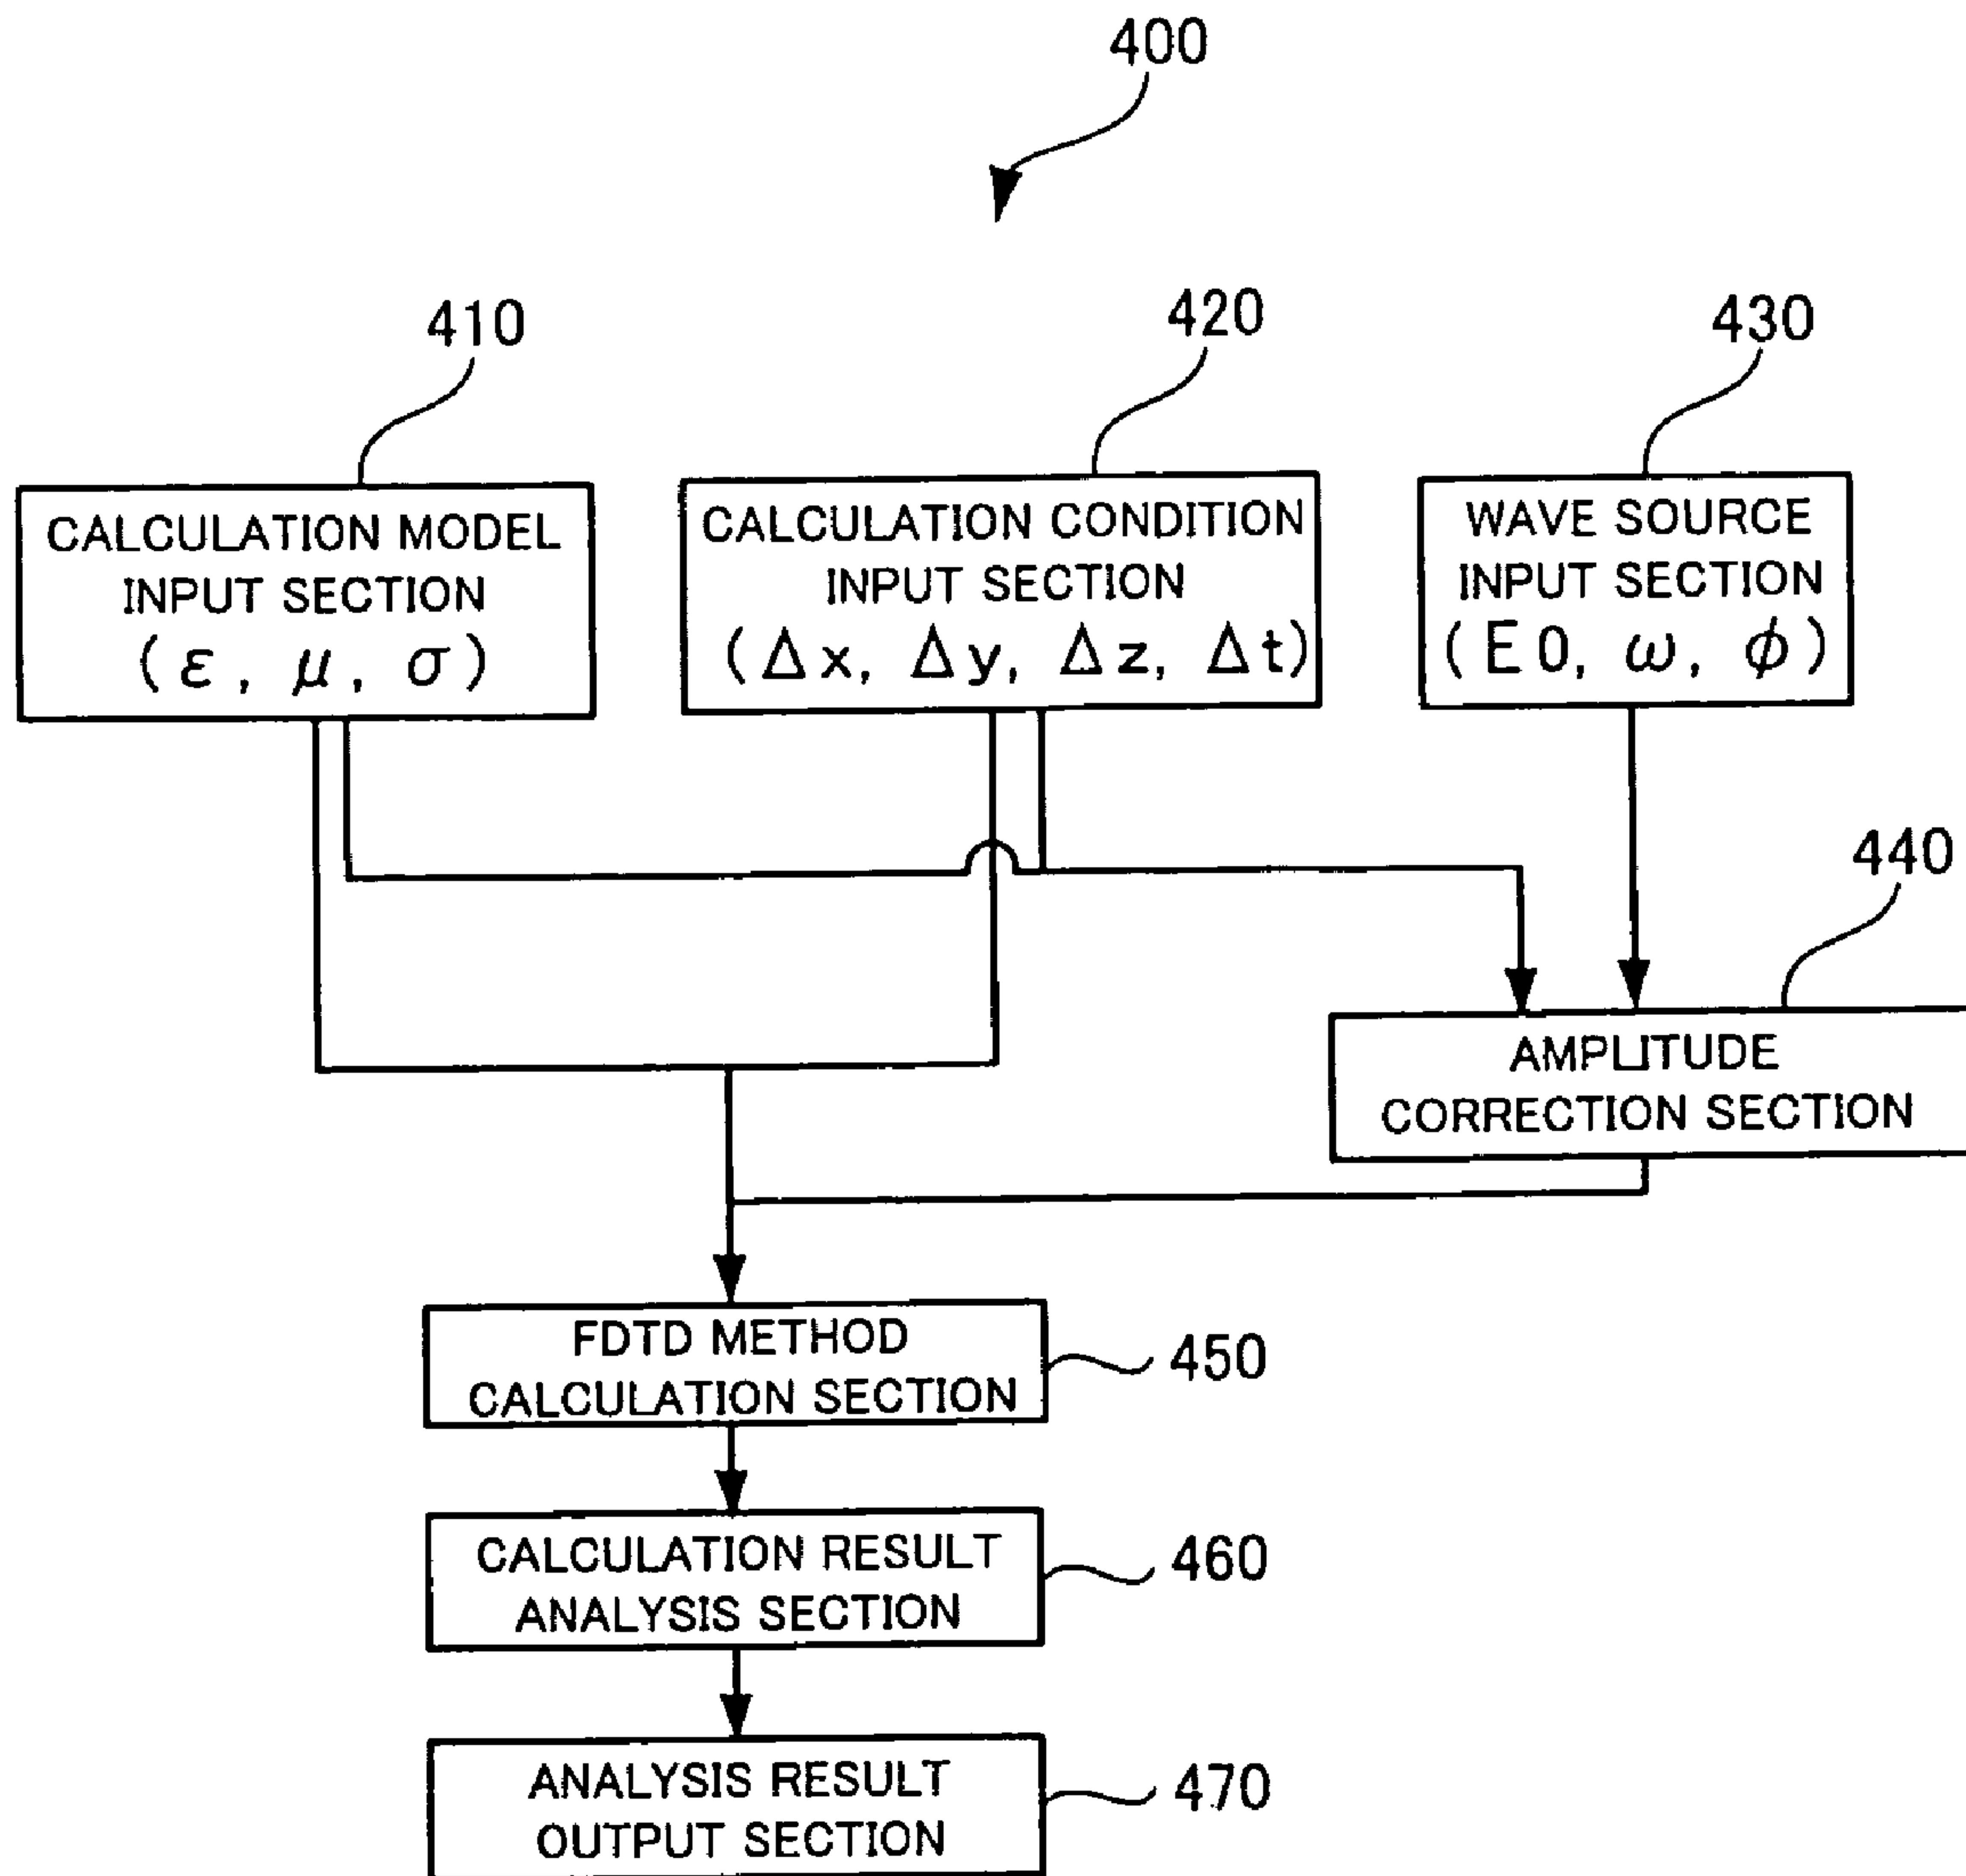 400
410
420
430
CALCULATION MODEL
INPUT SECTION
(ε, μ, σ)
CALCULATION CONDITION
INPUT SECTION
(Δx, Δy, Δz, Δt)
WAVE SOURCE
INPUT SECTION
(E0, ω, φ)
440
AMPLITUDE
CORRECTION SECTION
FDTD METHOD
CALCULATION SECTION
450
CALCULATION RESULT
ANALYSIS SECTION
460
ANALYSIS RESULT
OUTPUT SECTION
470